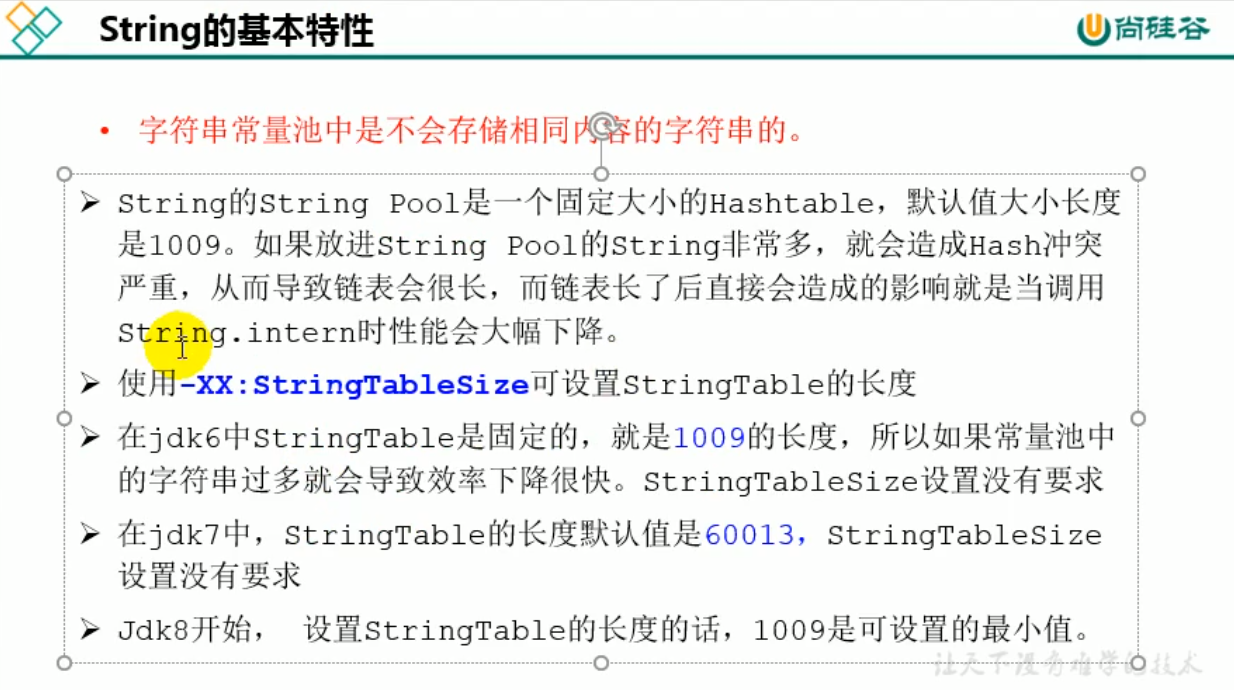 String的基本特性
尚硅谷
• 字符串常量池中是不会存储相同内容的字符串的。
➢ String的String Pool是一个固定大小的Hashtable，默认值大小长度
是1009。如果放进String Pool的String非常多，就会造成Hash冲突
严重，从而导致链表会很长，而链表长了后直接会造成的影响就是当调用
String.intern时性能会大幅下降。
➢ 使用-XX:StringTableSize可设置StringTable的长度
➢ 在jdk6中StringTable是固定的，就是1009的长度，所以如果常量池中
的字符串过多就会导致效率下降很快。StringTableSize设置没有要求
➢ 在jdk7中，StringTable的长度默认值是60013，StringTableSize
设置没有要求
➢ Jdk8开始， 设置StringTable的长度的话，1009是可设置的最小值。
让天下没有难学的技术